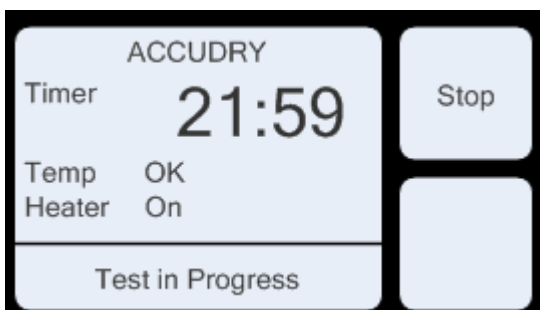 ACCUDRY
Timer 21:59
Temp OK
Heater On
Test in Progress
Stop